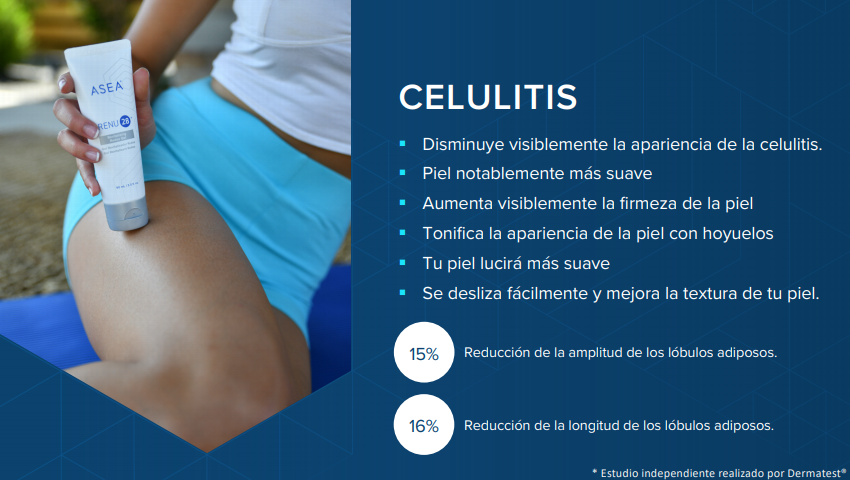 ASEA
RENU 28
CELULITIS
Disminuye visiblemente la apariencia de la celulitis.
Piel notablemente más suave
Aumenta visiblemente la firmeza de la piel
Tonifica la apariencia de la piel con hoyuelos
Tu piel lucirá más suave
Se desliza fácilmente y mejora la textura de tu piel.
15% Reducción de la amplitud de los lóbulos adiposos.
16% Reducción de la longitud de los lóbulos adiposos.
* Estudio independiente realizado por Dermatest®